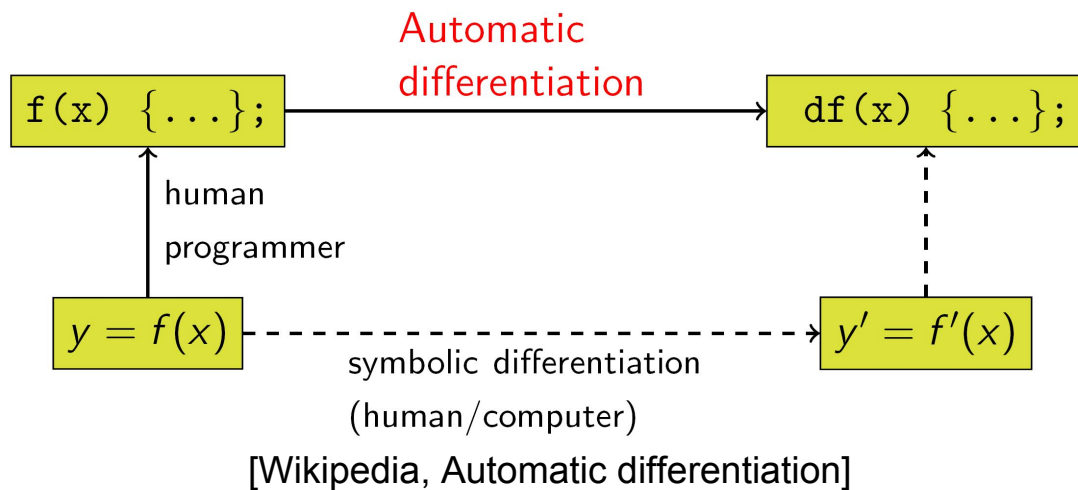 Automatic
differentiation
f(x) {...};
df(x) {...};
human
programmer
y = f(x)
y′ = f′(x)
symbolic differentiation
(human/computer)
[Wikipedia, Automatic differentiation]